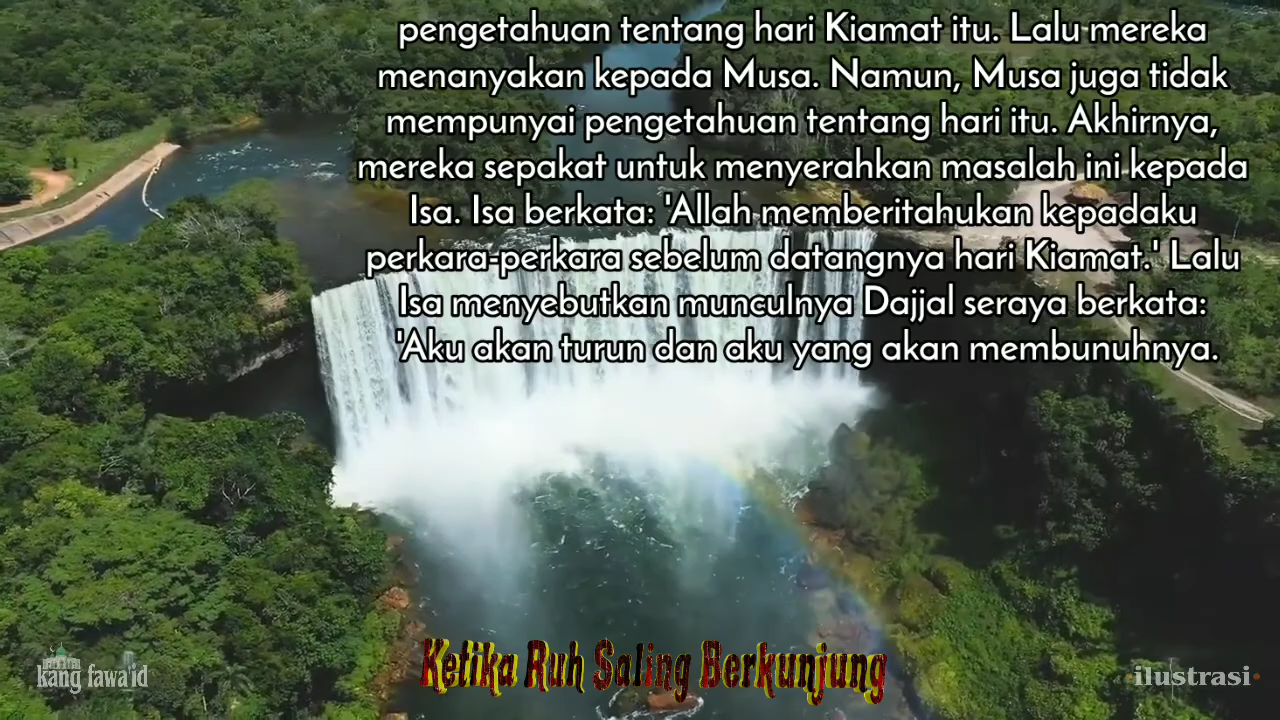 pengetahuan tentang hari Kiamat itu. Lalu mereka
menanyakan kepada Musa. Namun, Musa juga tidak
mempunyai pengetahuan tentang hari itu. Akhirnya,
mereka sepakat untuk menyerahkan masalah ini kepada
Isa. Isa berkata: 'Allah memberitahukan kepadaku
perkara-perkara sebelum datangnya hari Kiamat.' Lalu
Isa menyebutkan munculnya Dajjal seraya berkata:
'Aku akan turun dan aku yang akan membunuhnya.
Ketika Ruh Saling Berkunjung
kang fawa'id
ilustrasi